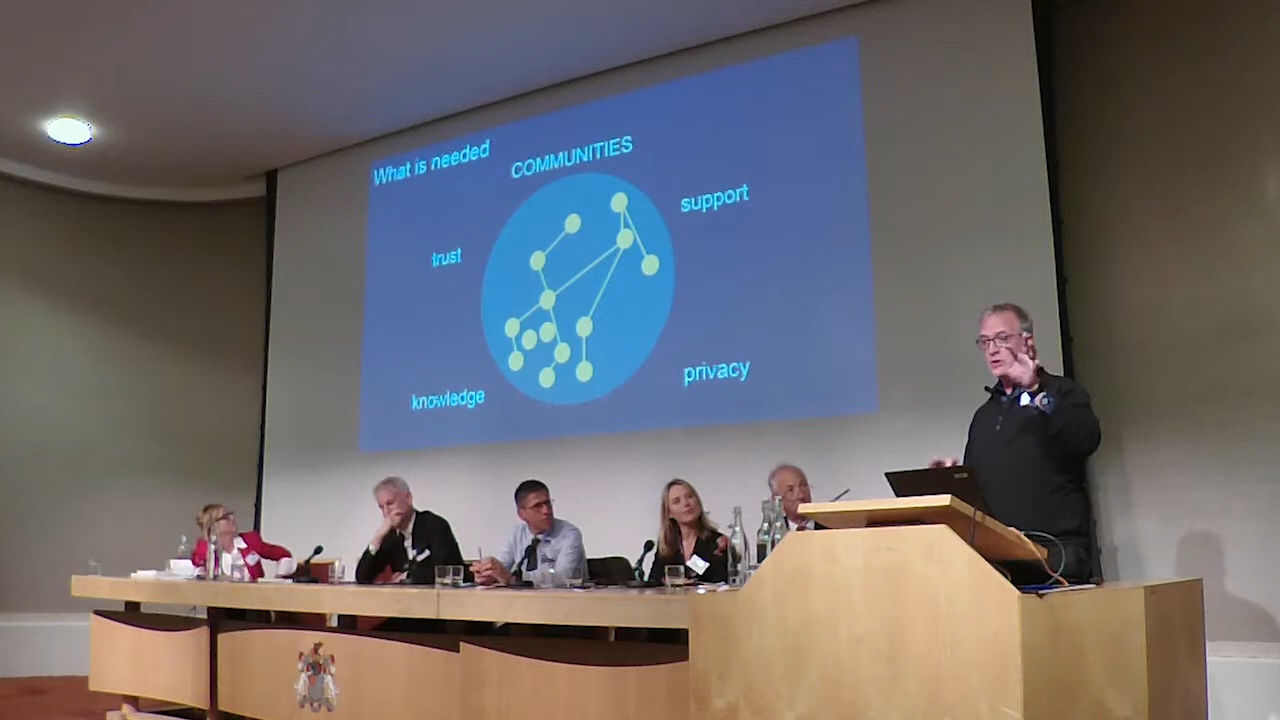 What is needed
COMMUNITIES
support
trust
privacy
knowledge